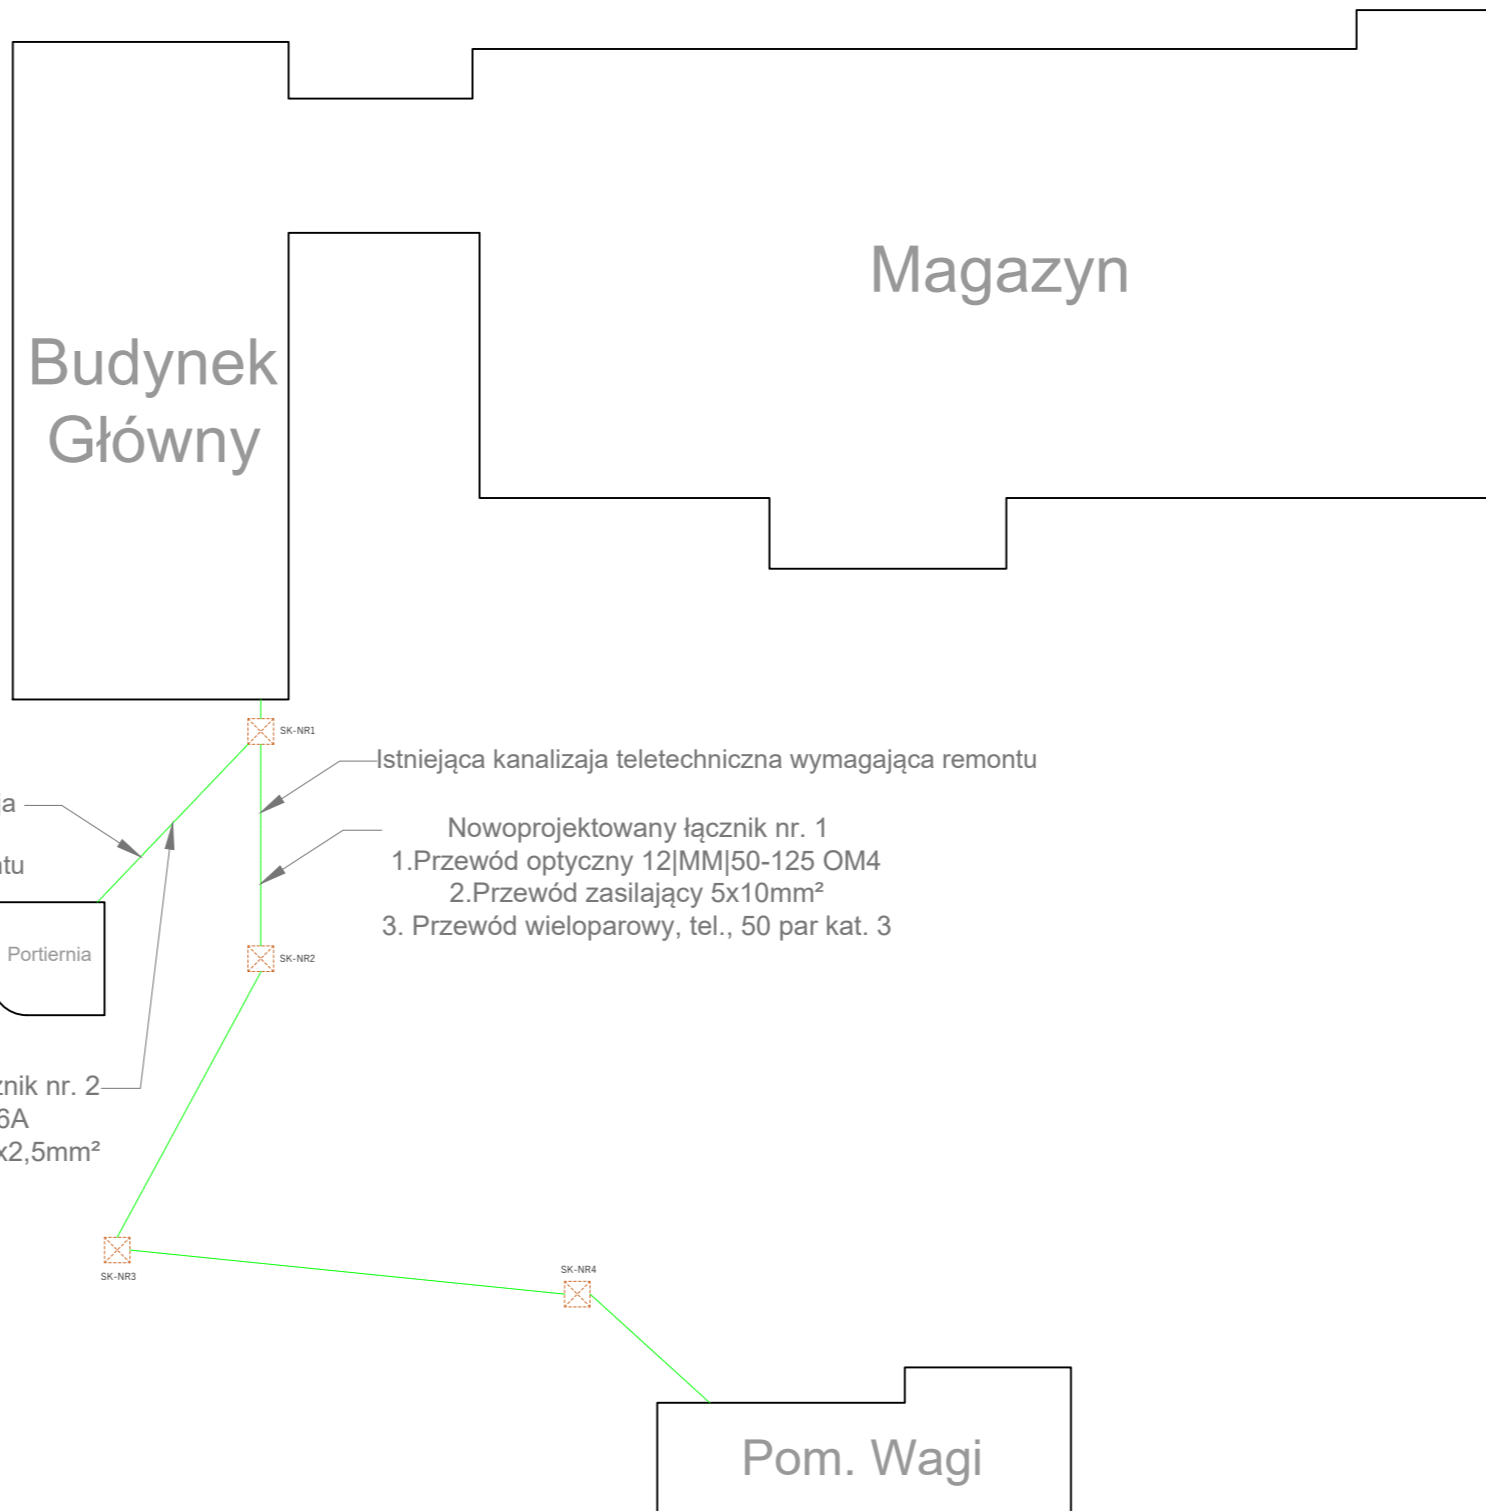 Magazyn
Budynek
Główny
SK-NR1
Istniejąca kanalizaja teletechniczna wymagająca remontu
Nowoprojektowany łącznik nr. 1
1.Przewód optyczny 12|MM|50-125 OM4
2.Przewód zasilający 5x10mm²
3. Przewód wieloparowy, tel., 50 par kat. 3
Portiernia
SK-NR2
nr. 2
6A
x2,5mm²
SK-NR3
SK-NR4
Pom. Wagi